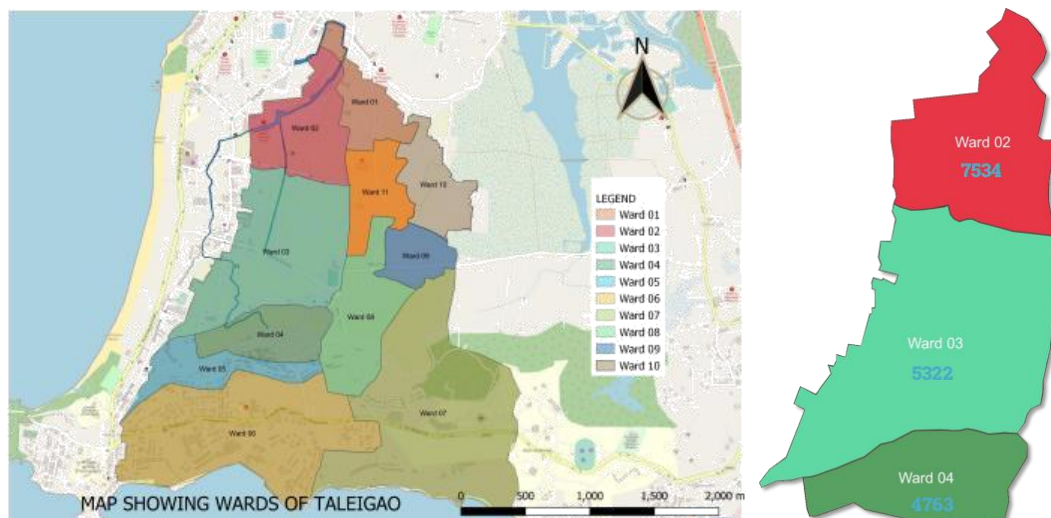 N
Ward 01
Ward 02
Ward 11
Ward 10
Ward 03
Ward 09
Ward 08
Ward 04
Ward 05
Ward 07
Ward 06
LEGEND
Ward 01
Ward 02
Ward 03
Ward 04
Ward 05
Ward 06
Ward 07
Ward 08
Ward 09
Ward 10
MAP SHOWING WARDS OF TALEIGAO
0 500 1,000 1,500 2,000 m
Ward 02
7534
Ward 03
5322
Ward 04
4763